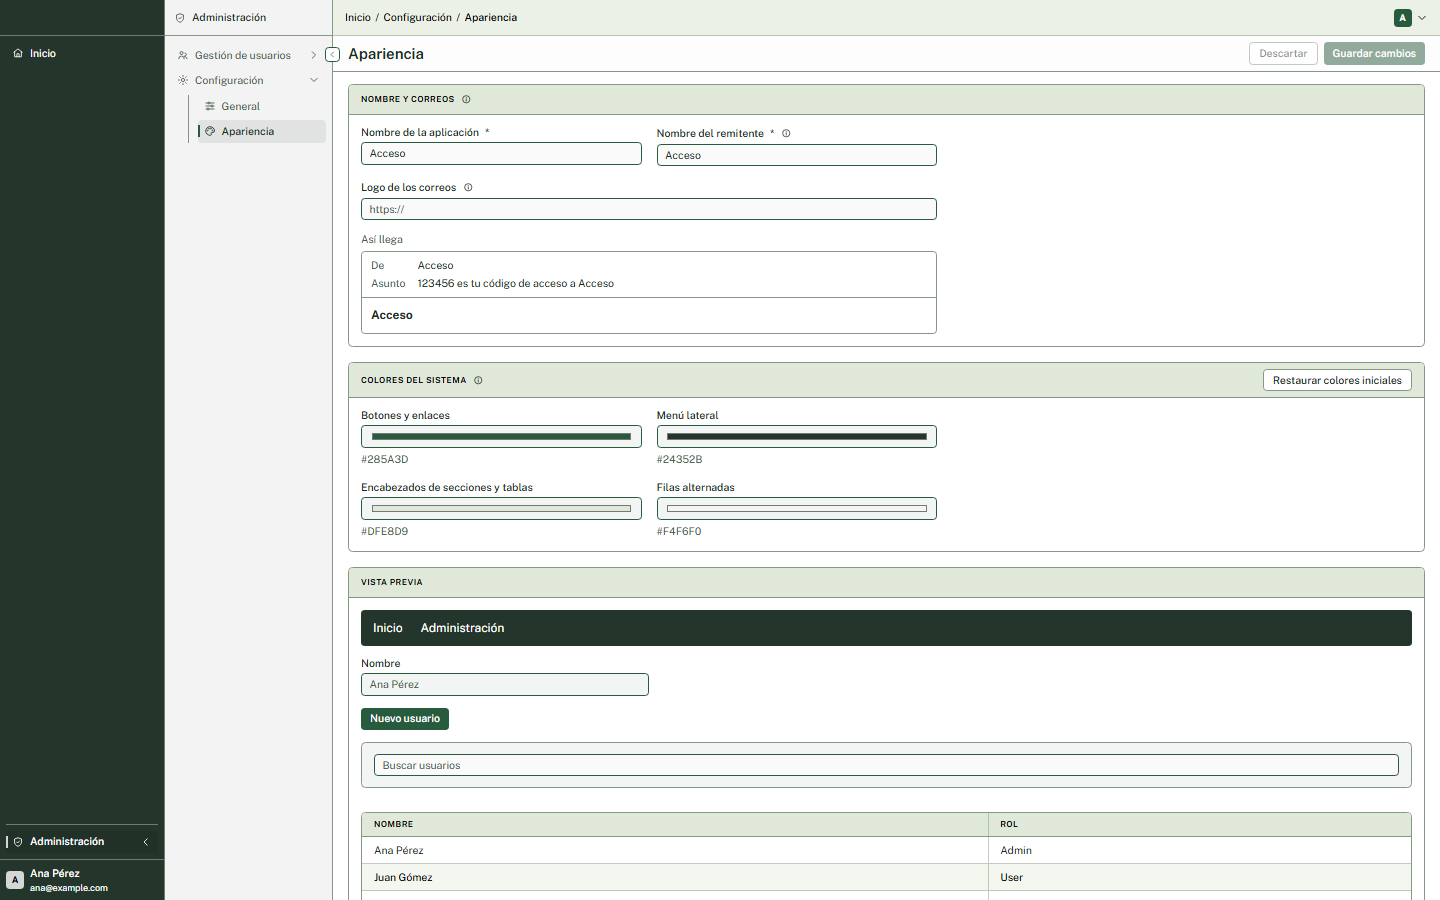 Inicio
Administración
Ana Pérez
A
ana@example.com
Administración
Gestión de usuarios
Configuración
General
Apariencia
Inicio / Configuración / Apariencia
A
Apariencia
Descartar
Guardar cambios
NOMBRE Y CORREOS
Nombre de la aplicación *
Nombre del remitente *
Acceso
Acceso
Logo de los correos
https://
Así llega
De Acceso
Asunto 123456 es tu código de acceso a Acceso
Acceso
COLORES DEL SISTEMA
Restaurar colores iniciales
Botones y enlaces
Menú lateral
#285A3D
#24352B
Encabezados de secciones y tablas
Filas alternadas
#DFE8D9
#F4F6F0
VISTA PREVIA
Inicio Administración
Nombre
Ana Pérez
Nuevo usuario
Buscar usuarios
NOMBRE ROL
Ana Pérez Admin
Juan Gómez User